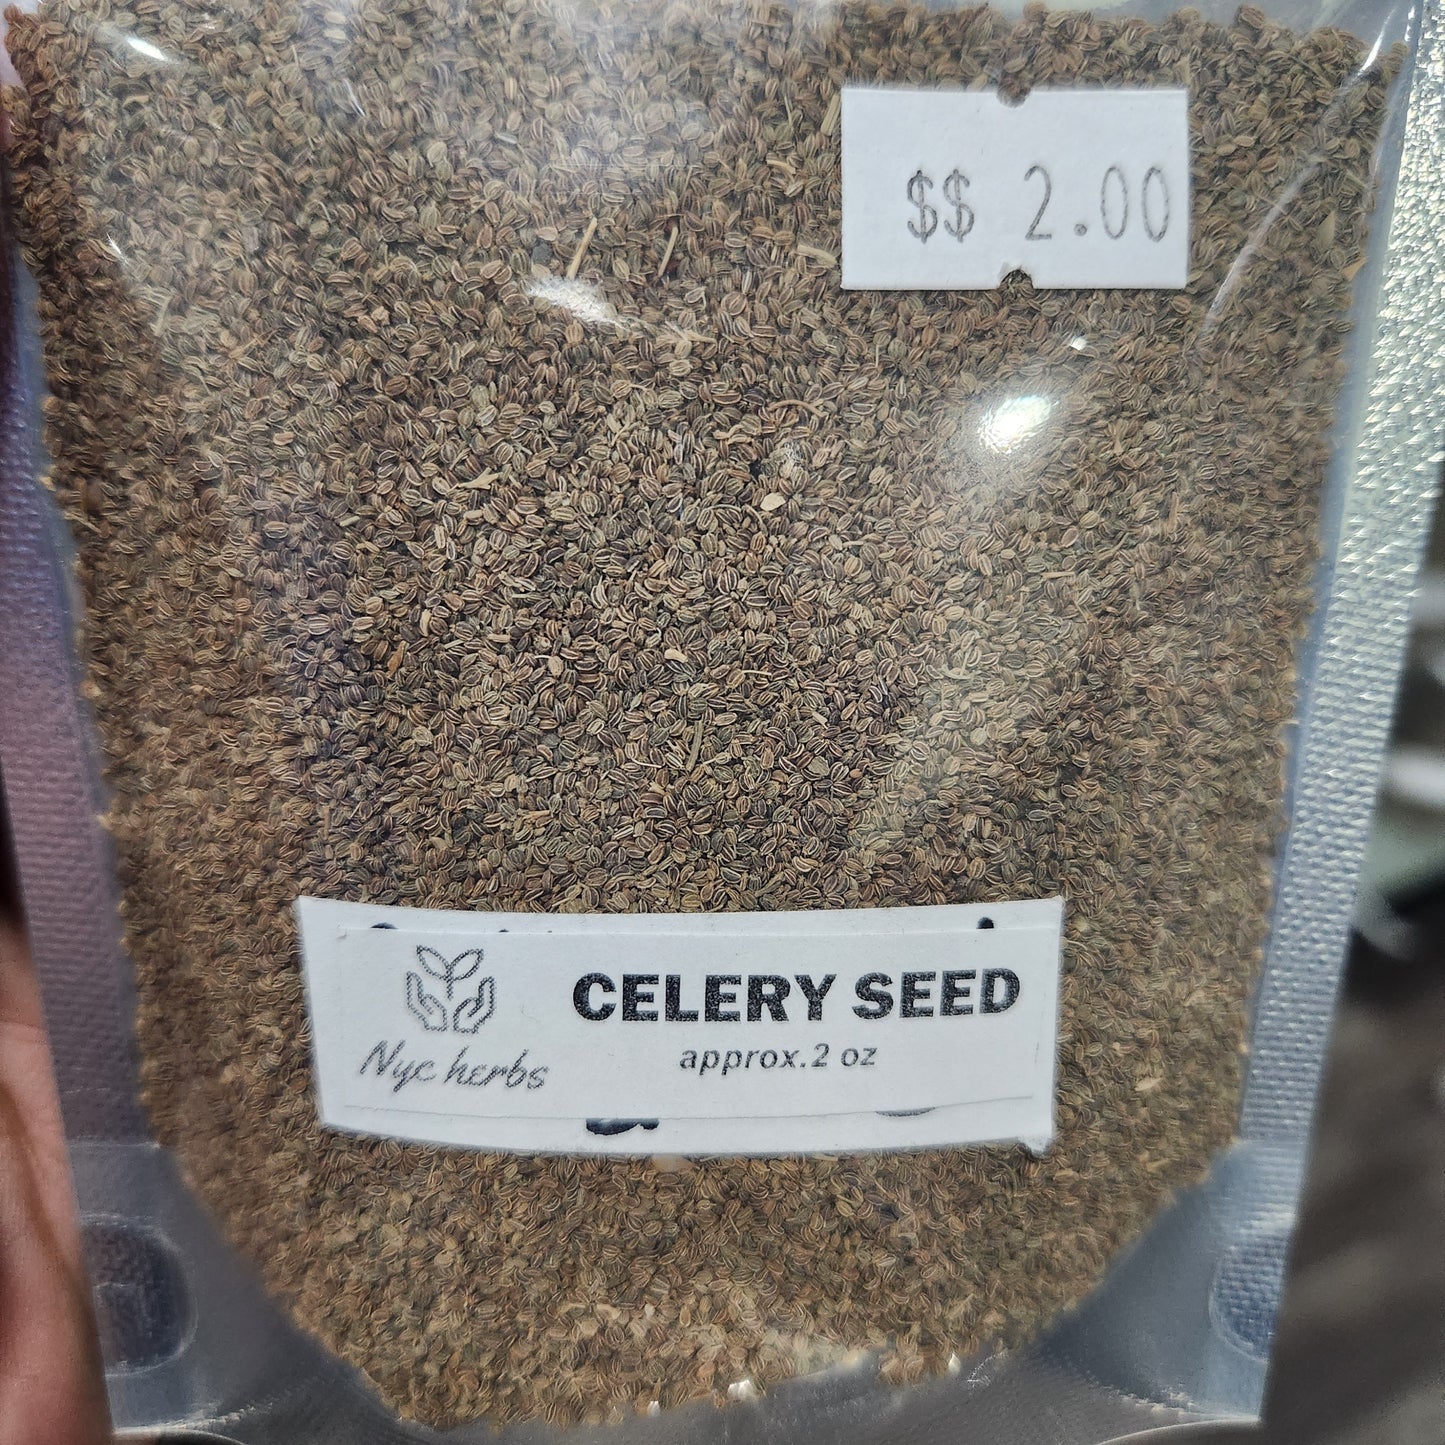 $$ 2.00
CELERY SEED
approx.2 oz
Nyc herbs